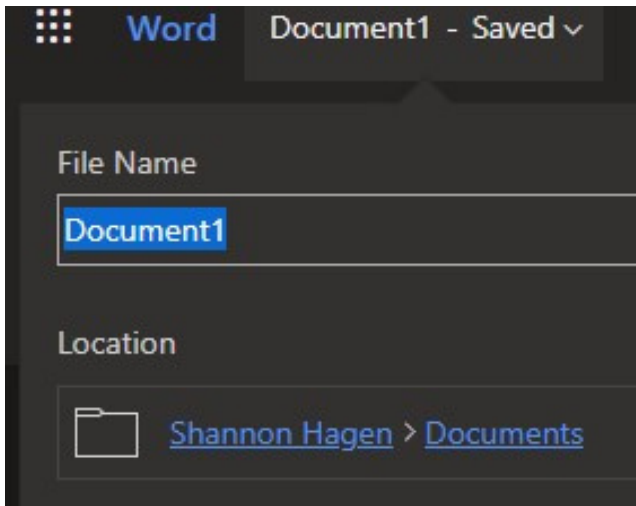 Word Document1 - Saved
File Name
Document1
Location
Shannon Hagen > Documents